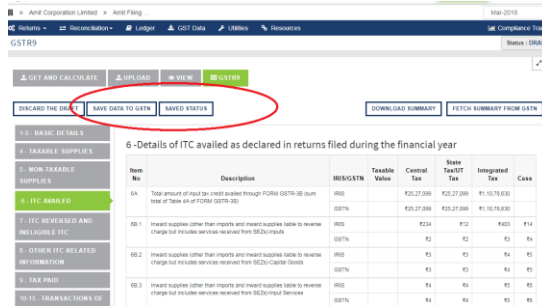 » Amit Corporation Limited » Amit Filing ... Mar-2018
Returns Reconciliation Ledger GST Data Utilities Resources Compliance Tra
GSTR9 Status : DRA
GET AND CALCULATE UPLOAD VIEW GSTR9
DISCARD THE DRAFT SAVE DATA TO GSTN SAVED STATUS DOWNLOAD SUMMARY FETCH SUMMARY FROM GSTN
1-3 - BASIC DETAILS
4 - TAXABLE SUPPLIES
5 - NON-TAXABLE
SUPPLIES
6 - ITC AVAILED
7 - ITC REVERSED AND
INELIGIBLE ITC
8 - OTHER ITC RELATED
INFORMATION
9 - TAX PAID
10-13 - TRANSACTIONS OF
6 -Details of ITC availed as declared in returns filed during the financial year
Item No Description IRIS/GSTN Taxable Value Central Tax State Tax/UT Tax Integrated Tax Cess
6A Total amount of input tax credit availed through FORM GSTR-3B (sum IRIS ₹25,27,099 ₹25,27,099 ₹1,10,78,630
total of Table 4A of FORM GSTR-3B)
GSTN ₹25,27,099 ₹25,27,099 ₹1,10,78,630
6B.1 Inward supplies (other than imports and inward supplies liable to reverse IRIS ₹234 ₹12 ₹403 ₹14
charge but includes services received from SEZs)-Inputs
GSTN ₹2 ₹2 ₹3 ₹4
6B.2 Inward supplies (other than imports and inward supplies liable to reverse IRIS ₹3 ₹3 ₹4 ₹5
charge but includes services received from SEZs)-Capital Goods
GSTN ₹3 ₹3 ₹4 ₹5
6B.3 Inward supplies (other than imports and inward supplies liable to reverse IRIS ₹4 ₹4 ₹5 ₹6
charge but includes services received from SEZs)-Input Services
GSTN ₹4 ₹4 ₹5 ₹6